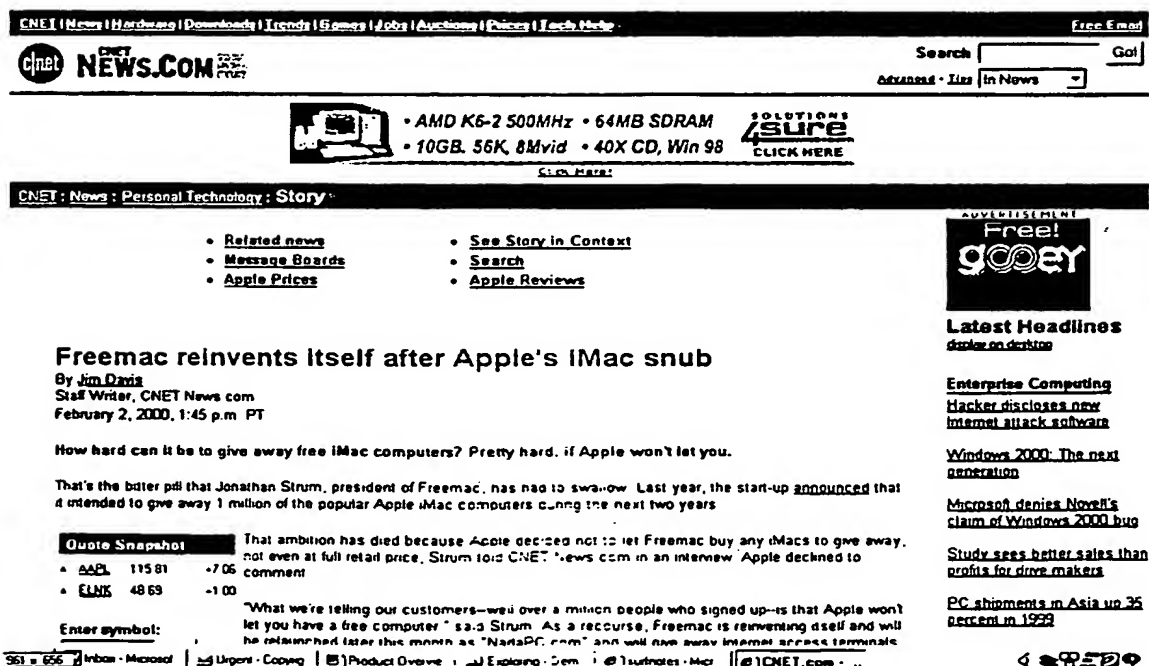 CNET | News | Hardware | Downloads | Trends | Games | Jobs | Auctions | Prices | Tech Help
Free Email
cnet CNET NEWS.COM
Search Go!
Advanced · Tips In News
• AMD K6-2 500MHz • 64MB SDRAM
• 10GB, 56K, 8Mvid • 40X CD, Win 98
SOLUTIONS
4sure
CLICK HERE
Click Here!
CNET : News : Personal Technology : Story
• Related news
• Message Boards
• Apple Prices
• See Story in Context
• Search
• Apple Reviews
ADVERTISEMENT
Free!
gooey
Freemac reinvents itself after Apple's iMac snub
By Jim Davis
Staff Writer, CNET News.com
February 2, 2000, 1:45 p.m. PT
How hard can it be to give away free iMac computers? Pretty hard, if Apple won't let you.
That's the bitter pill that Jonathan Strum, president of Freemac, has had to swallow. Last year, the start-up announced that
it intended to give away 1 million of the popular Apple iMac computers during the next two years
Quote Snapshot
AAPL 115.81 +7.06
ELNK 48.69 -1.00
Enter symbol:
That ambition has died because Apple decided not to let Freemac buy any iMacs to give away,
not even at full retail price, Strum told CNET News.com in an interview. Apple declined to
comment
"What we're telling our customers--well over a million people who signed up--is that Apple won't
let you have a free computer " said Strum. As a recourse, Freemac is reinventing itself and will
be relaunched later this month as "NadaPC.com" and will give away Internet access terminals
Latest Headlines
display on desktop
Enterprise Computing
Hacker discloses new
Internet attack software
Windows 2000: The next
generation
Microsoft denies Novell's
claim of Windows 2000 bug
Study sees better sales than
profits for drive makers
PC shipments in Asia up 35
percent in 1999
961 x 656 Inbox - Microsof Urgent - Copyrig Product Overvie Exploring - Dem surfnotes - Micr CNET.com - ..